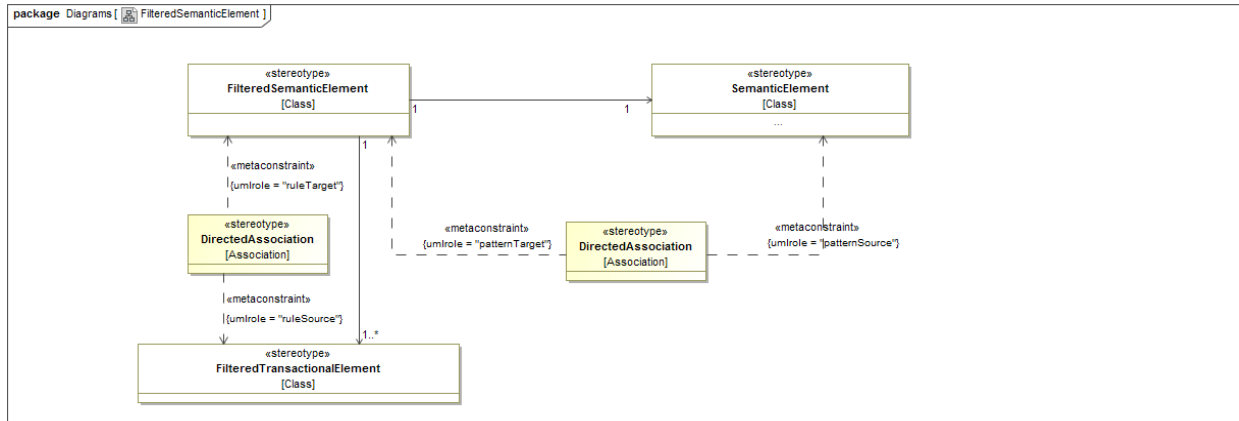 package Diagrams [ FilteredSemanticElement ]
«stereotype»
FilteredSemanticElement
[Class]
«stereotype»
SemanticElement
[Class]
...
1
1
1
«metaconstraint»
{umlrole = "ruleTarget"}
«stereotype»
DirectedAssociation
[Association]
«metaconstraint»
{umlrole = "patternTarget"}
«stereotype»
DirectedAssociation
[Association]
«metaconstraint»
{umlrole = "patternSource"}
«metaconstraint»
{umlrole = "ruleSource"}
1..*
«stereotype»
FilteredTransactionalElement
[Class]